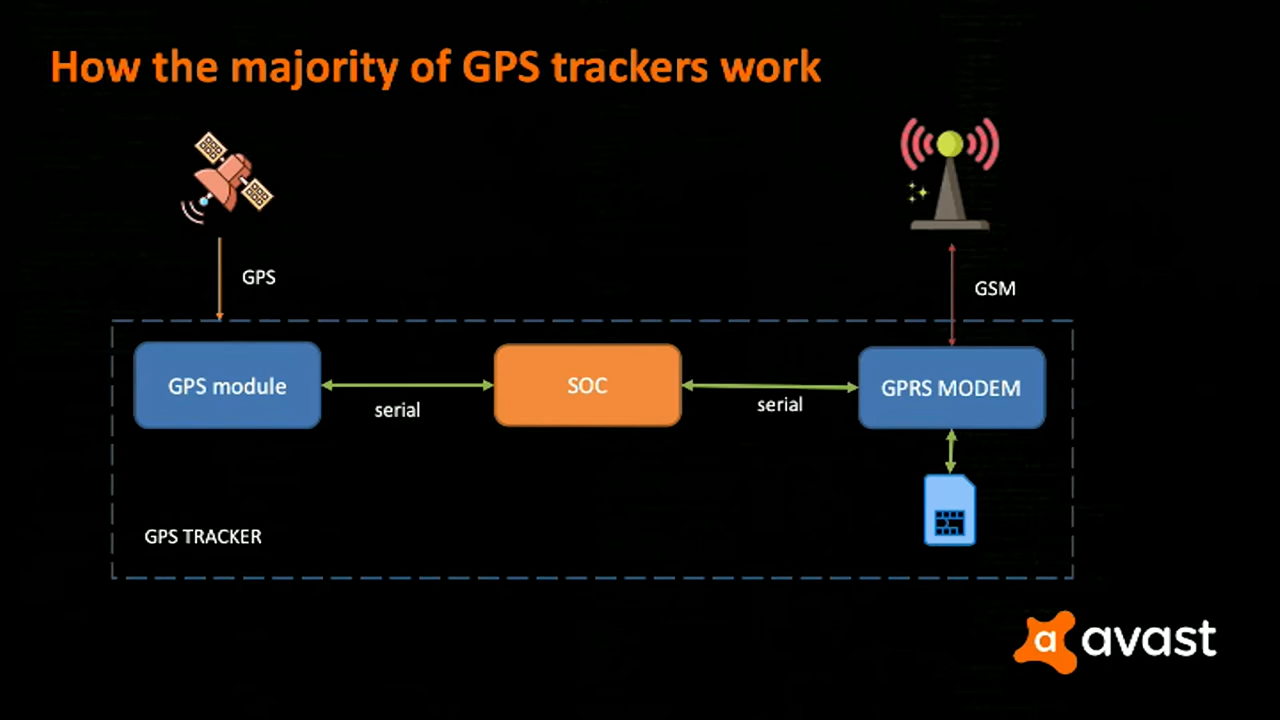 How the majority of GPS trackers work
GPS
GSM
GPS module
SOC
GPRS MODEM
serial
serial
GPS TRACKER
a avast